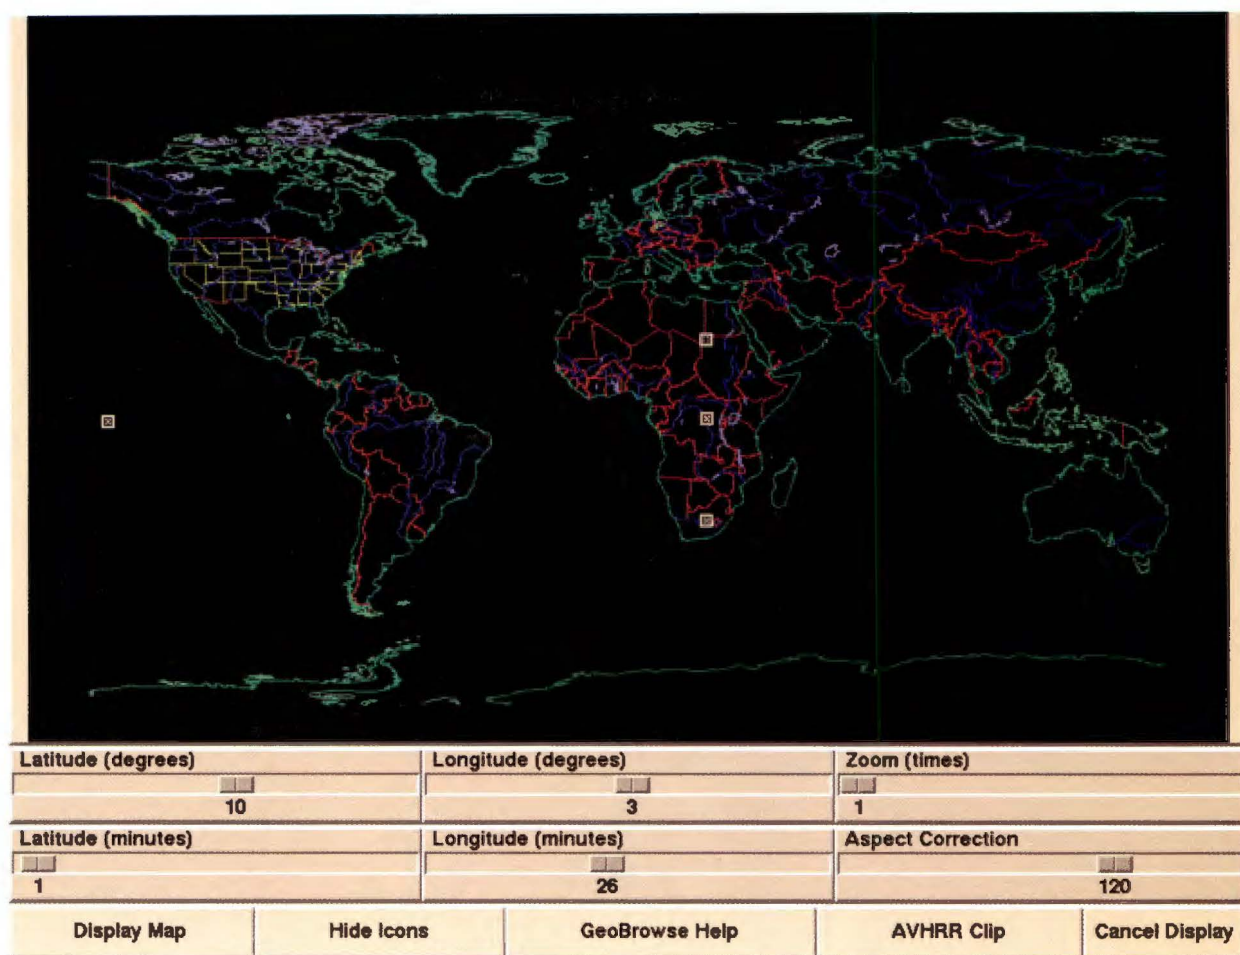 Latitude (degrees) Longitude (degrees) Zoom (times)
10 3 1
Latitude (minutes) Longitude (minutes) Aspect Correction
1 26 120
Display Map Hide Icons GeoBrowse Help AVHRR Clip Cancel Display